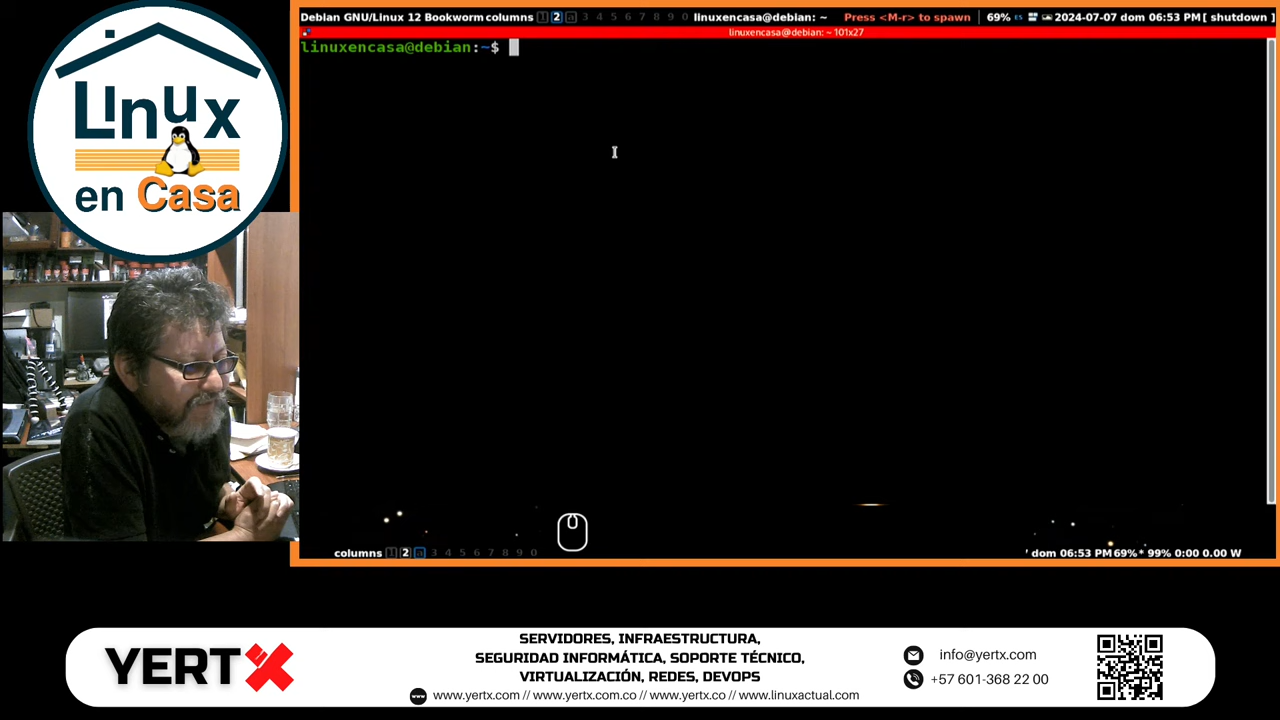 Linux
en Casa
Debian GNU/Linux 12 Bookworm columns 1 2 a 3 4 5 6 7 8 9 0 linuxencasa@debian: ~ Press <M-r> to spawn 69% ES 2024-07-07 dom 06:53 PM [ shutdown ]
linuxencasa@debian: ~ 101x27
linuxencasa@debian:~$
columns 1 2 a 3 4 5 6 7 8 9 0
' dom 06:53 PM 69% * 99% 0:00 0.00 W
YERTX
SERVIDORES, INFRAESTRUCTURA,
SEGURIDAD INFORMÁTICA, SOPORTE TÉCNICO,
VIRTUALIZACIÓN, REDES, DEVOPS
www.yertx.com // www.yertx.com.co // www.yertx.co // www.linuxactual.com
info@yertx.com
+57 601-368 22 00